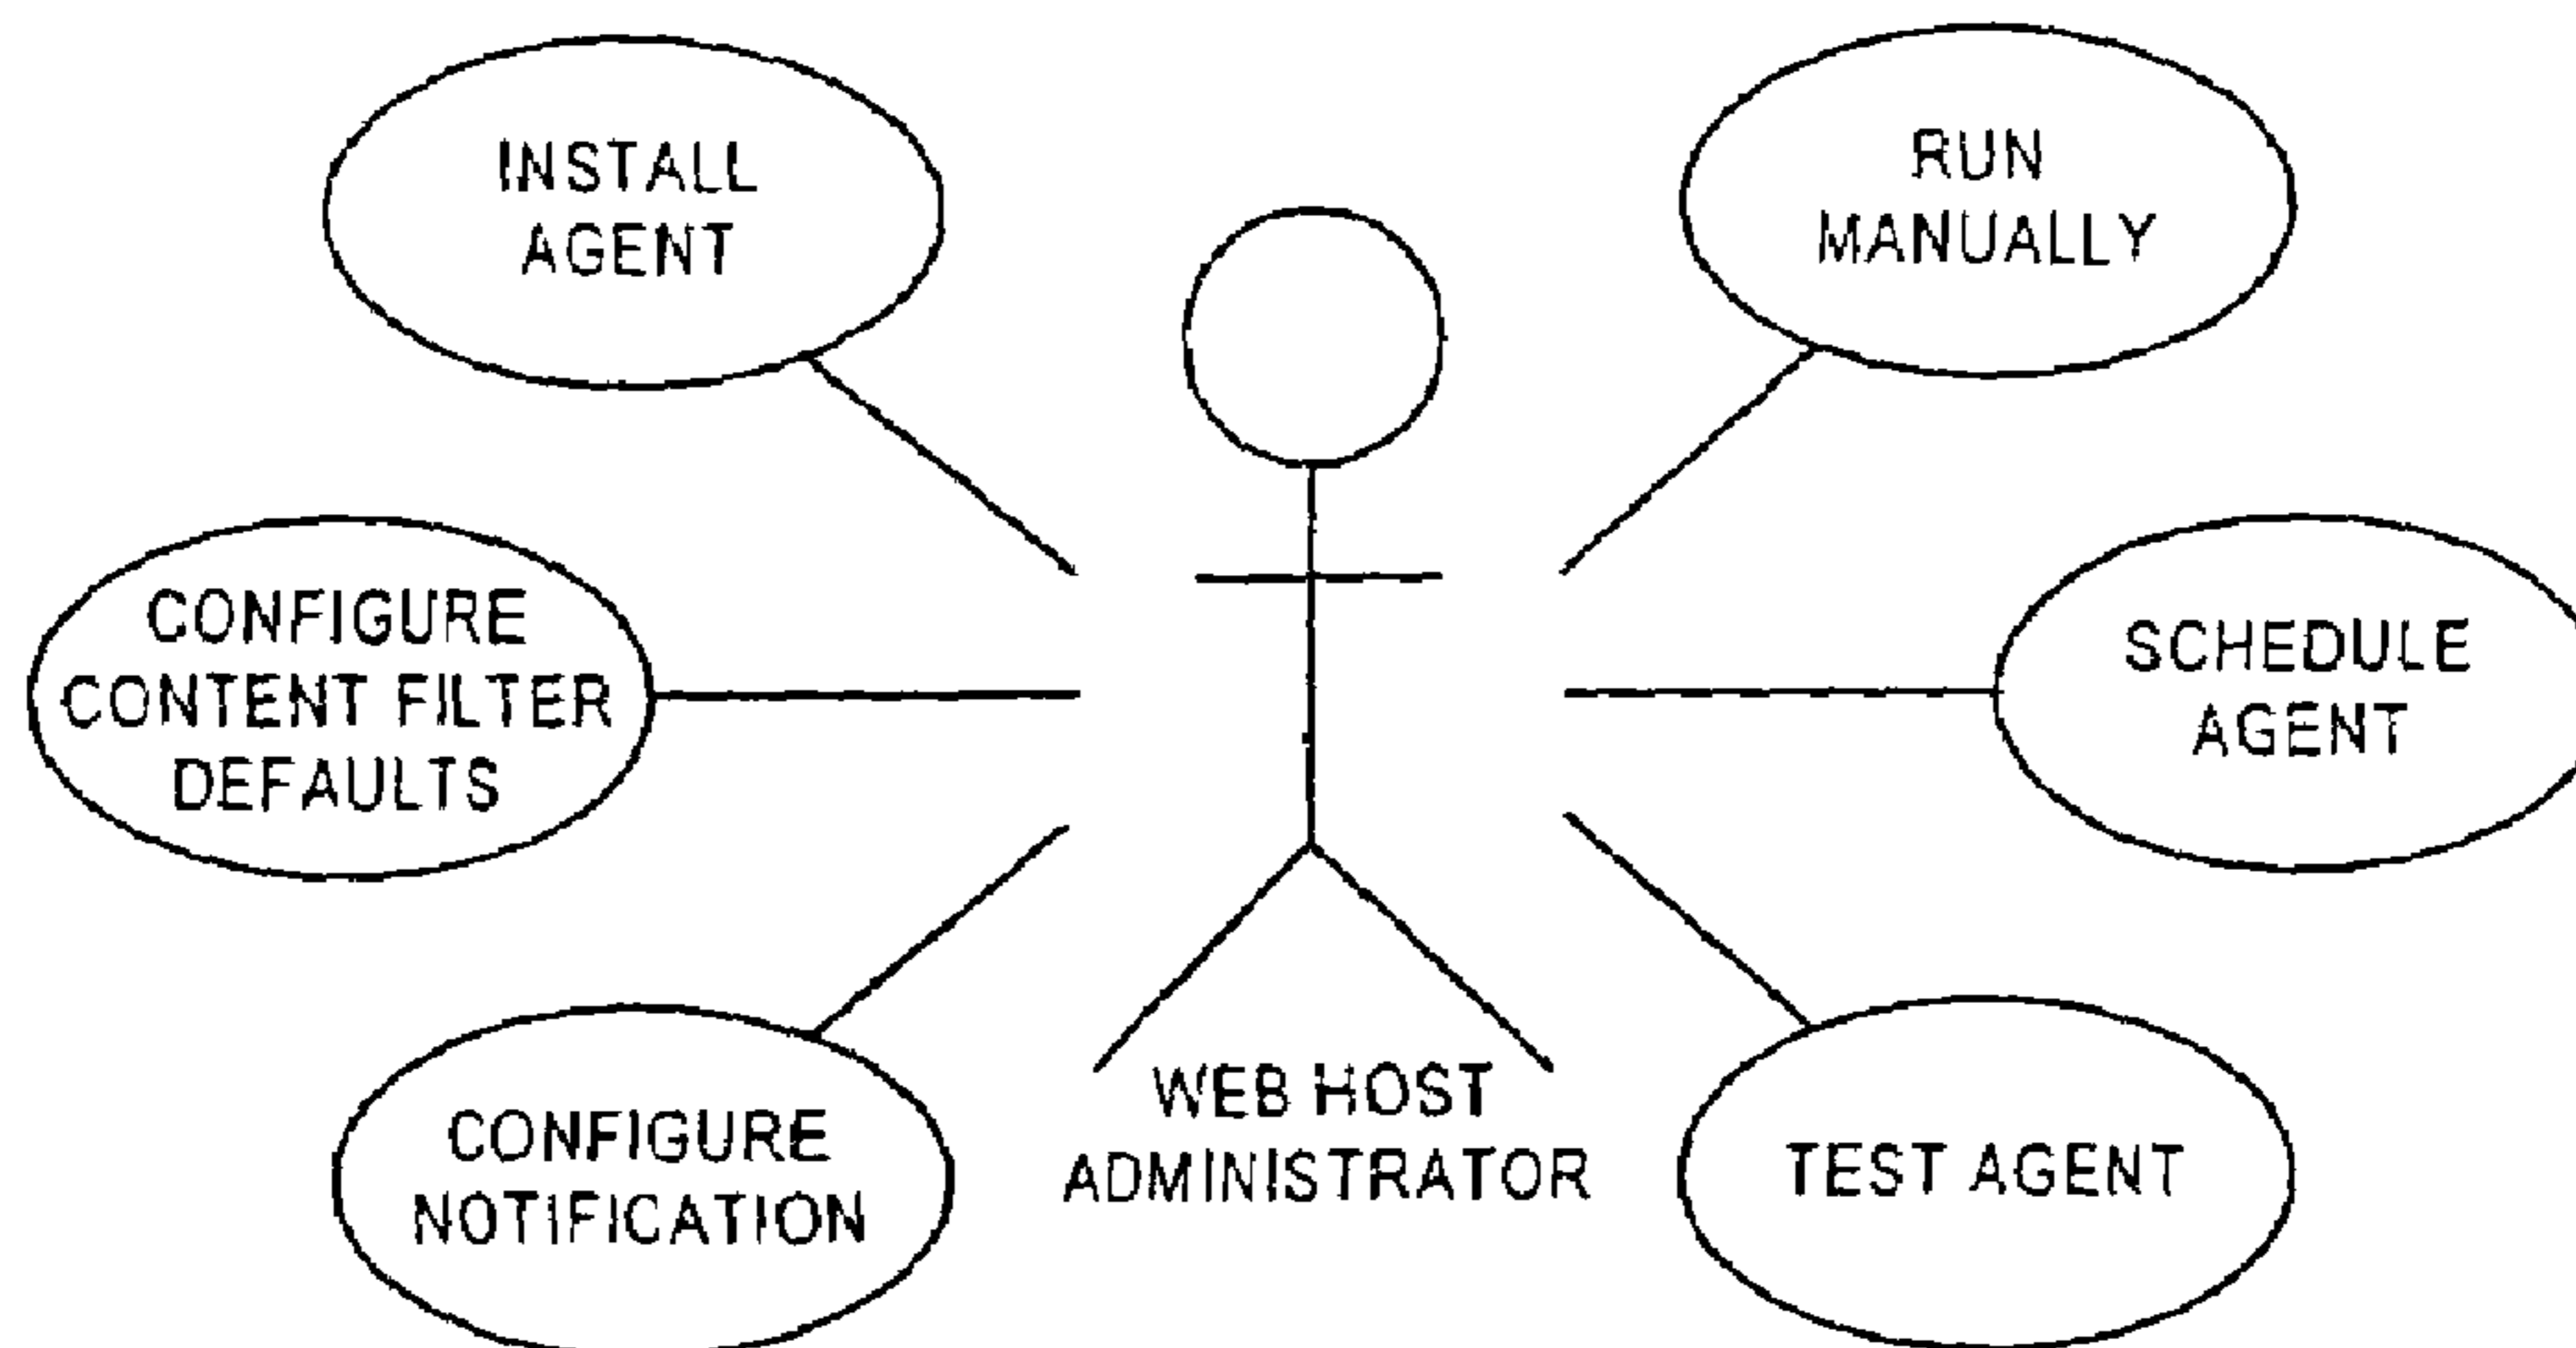 INSTALL
AGENT
RUN
MANUALLY
CONFIGURE
CONTENT FILTER
DEFAULTS
SCHEDULE
AGENT
CONFIGURE
NOTIFICATION
WEB HOST
ADMINISTRATOR
TEST AGENT